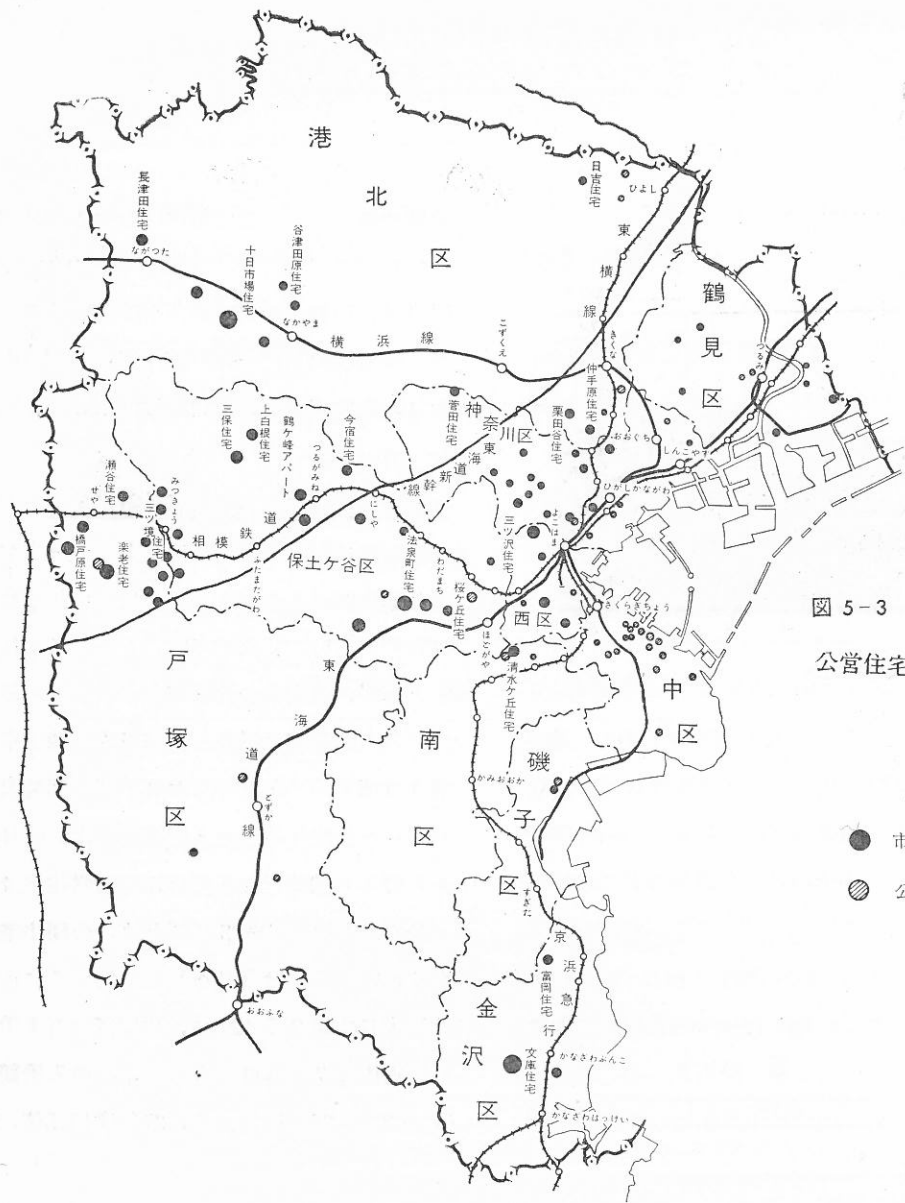 港北区
鶴見区
神奈川区
保土ケ谷区
西区
中区
南区
磯子区
戸塚区
金沢区
長津田住宅
ながつた
十日市場住宅
谷津田原住宅
なかやま
横浜線
こずくえ
日吉住宅
ひよし
東横線
きくな
仲手原住宅
つるみ
三保住宅
上白根住宅
鶴ケ峰アパート
つるがみね
今宿住宅
菅田住宅
東海道新幹線
栗田谷住宅
おおぐち
しんこやす
ひがしかながわ
瀬谷住宅
せや
みつきょう
三ツ境住宅
橋戸原住宅
楽老住宅
相模鉄道
ふたまたがわ
にしや
法泉町住宅
わだまち
桜ケ丘住宅
三ツ沢住宅
よこはま
さくらぎちょう
ほどがや
清水ケ丘住宅
東海道線
とずか
かみおおか
すぎた
京浜急行
富岡住宅
文庫住宅
かなざわぶんこ
かなざわはっけい
おおふな
図 5-3
公営住宅
市
公